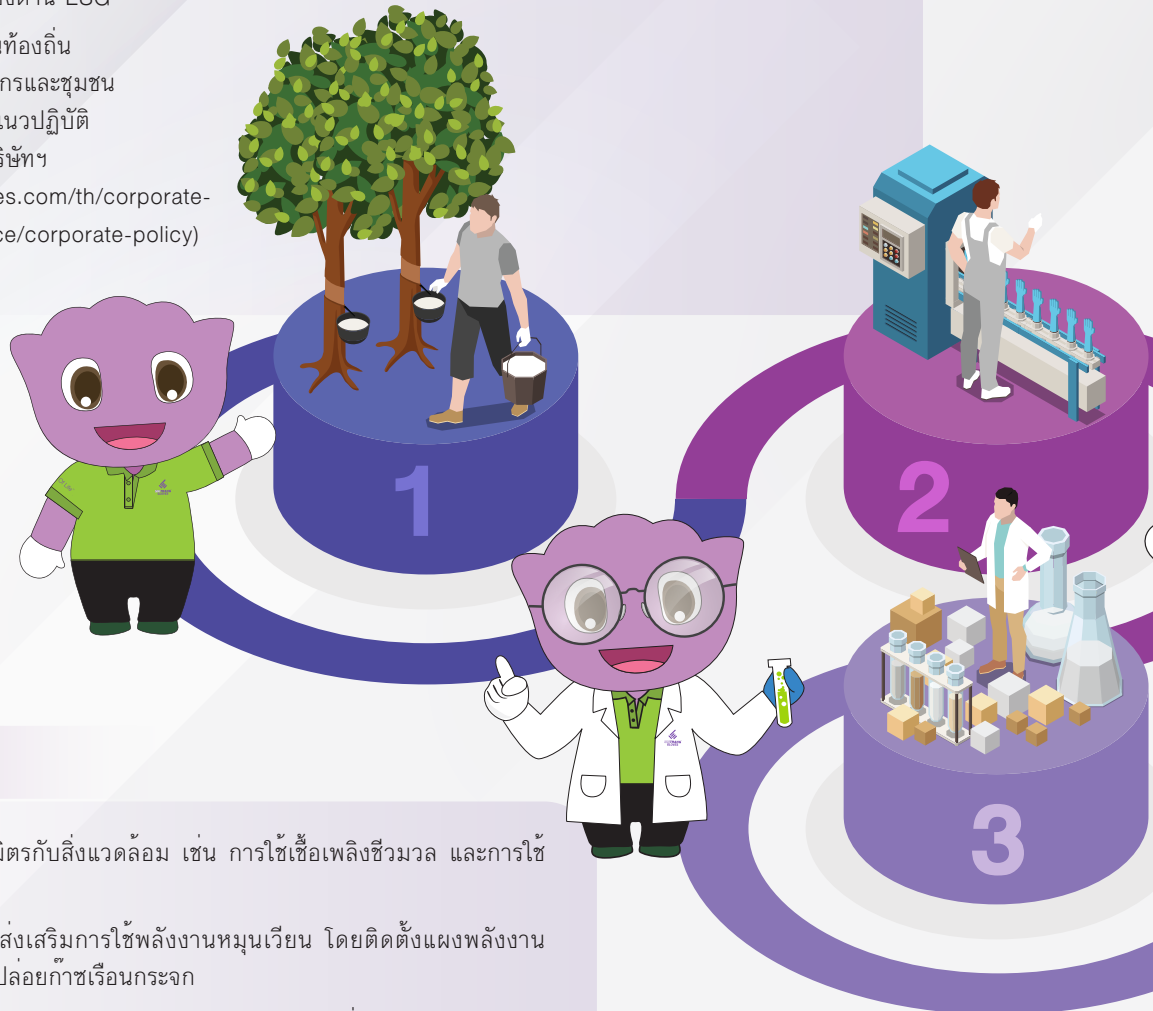 ด้าน ESG
ท้องถิ่น
กรและชุมชน
แนวปฏิบัติ
ริษัทฯ
es.com/th/corporate-
ce/corporate-policy)
1
2
3
มิตรกับสิ่งแวดล้อม เช่น การใช้เชื้อเพลิงชีวมวล และการใช้
ส่งเสริมการใช้พลังงานหมุนเวียน โดยติดตั้งแผงพลังงาน
ปล่อยก๊าซเรือนกระจก